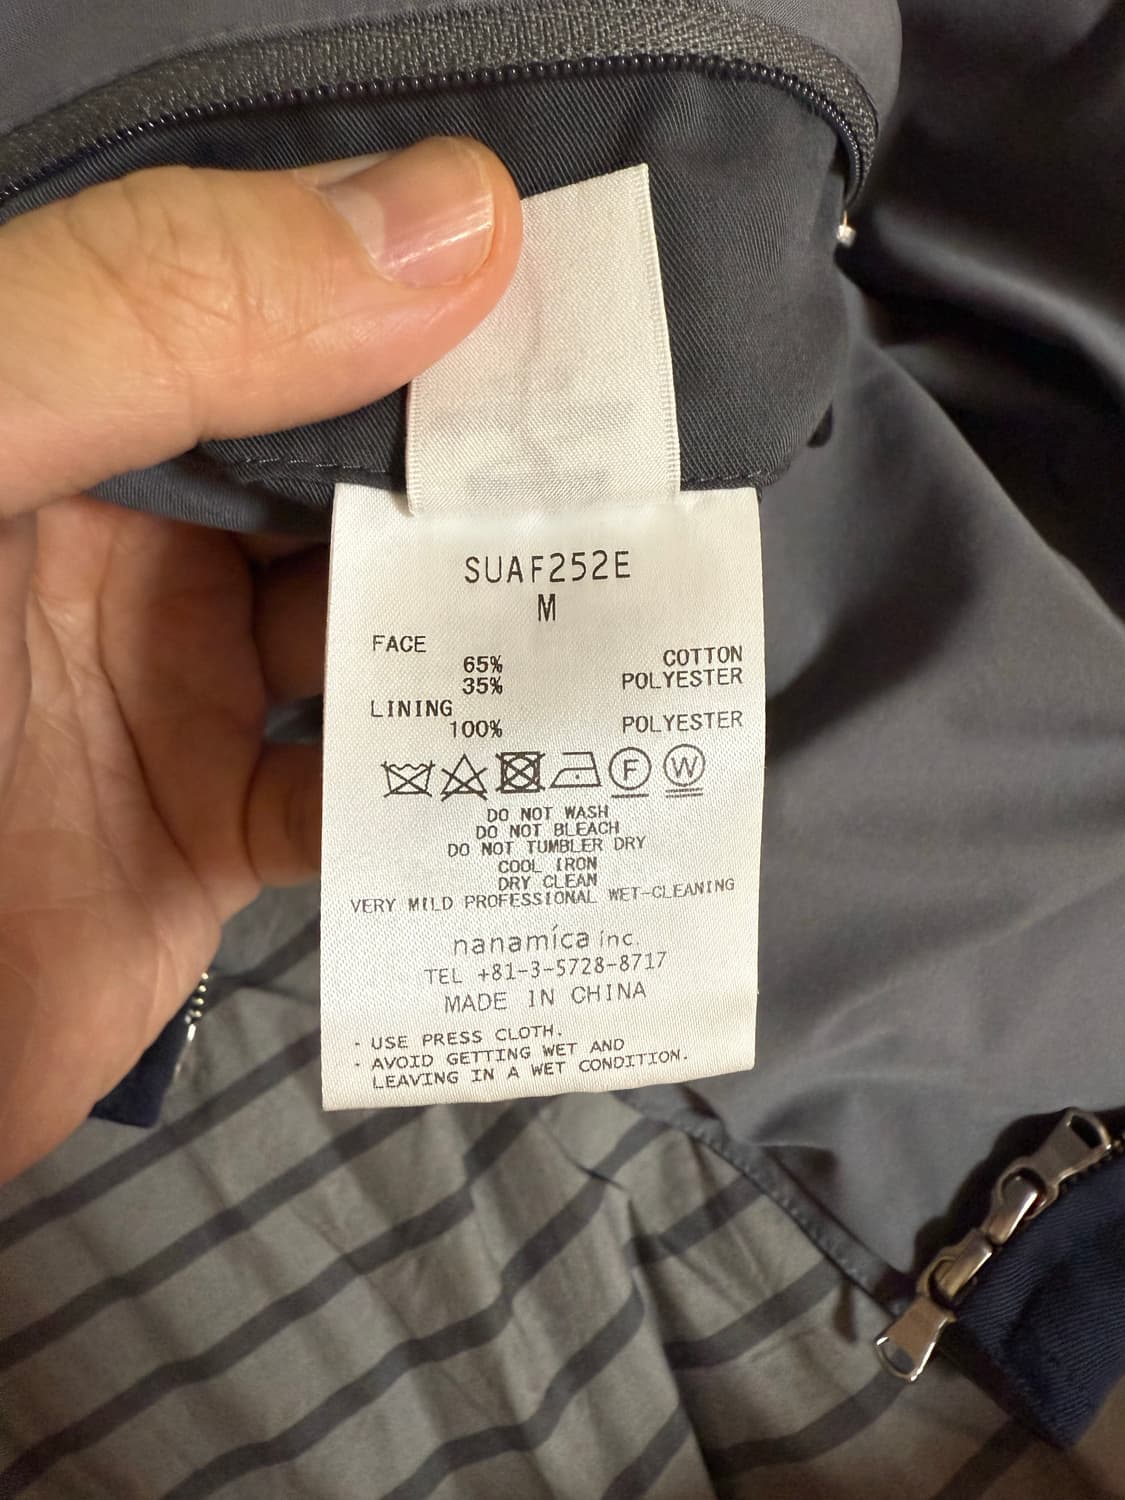 SUAF252E
M
FACE
65% COTTON
35% POLYESTER
LINING
100% POLYESTER
F W
DO NOT WASH
DO NOT BLEACH
DO NOT TUMBLER DRY
COOL IRON
DRY CLEAN
VERY MILD PROFESSIONAL WET-CLEANING
nanamíca inc.
TEL +81-3-5728-8717
MADE IN CHINA
・USE PRESS CLOTH.
・AVOID GETTING WET AND
LEAVING IN A WET CONDITION.